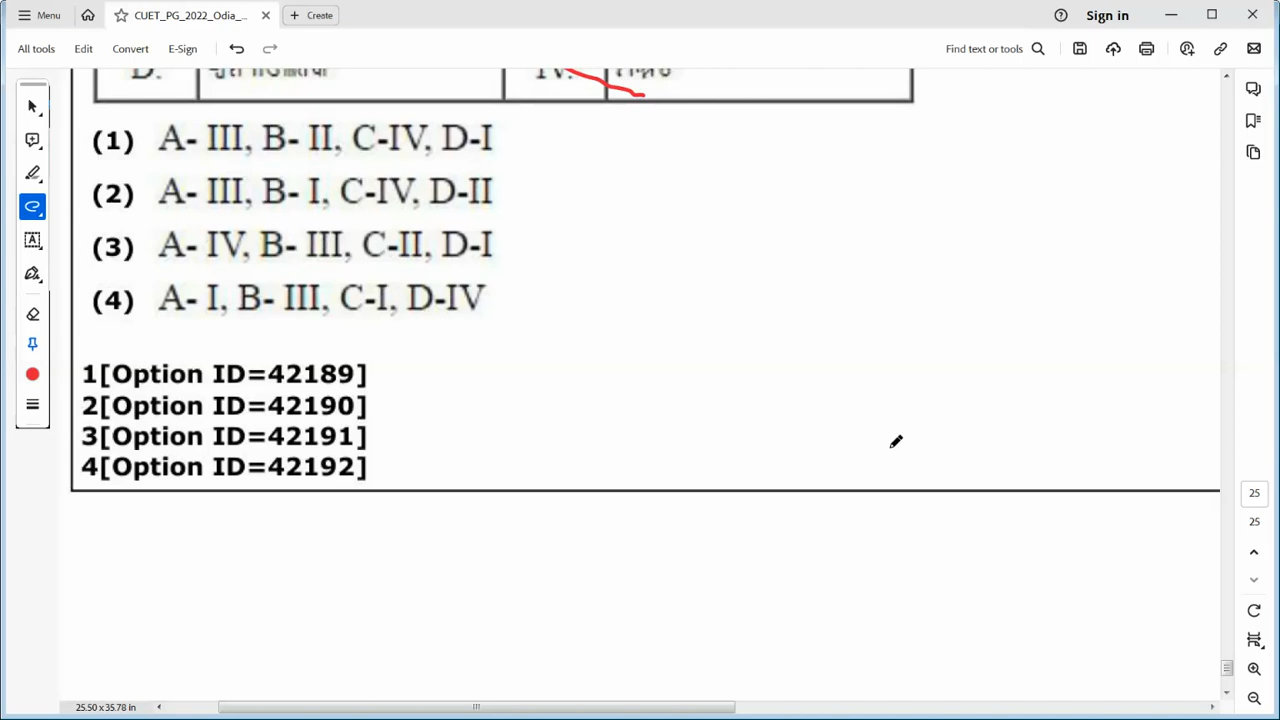 Menu
CUET_PG_2022_Odia_...
Create
Sign in
All tools
Edit
Convert
E-Sign
Find text or tools
D.
IV.
(1) A- III, B- II, C-IV, D-I
(2) A- III, B- I, C-IV, D-II
(3) A- IV, B- III, C-II, D-I
(4) A- I, B- III, C-I, D-IV
1[Option ID=42189]
2[Option ID=42190]
3[Option ID=42191]
4[Option ID=42192]
25
25
25.50 x 35.78 in